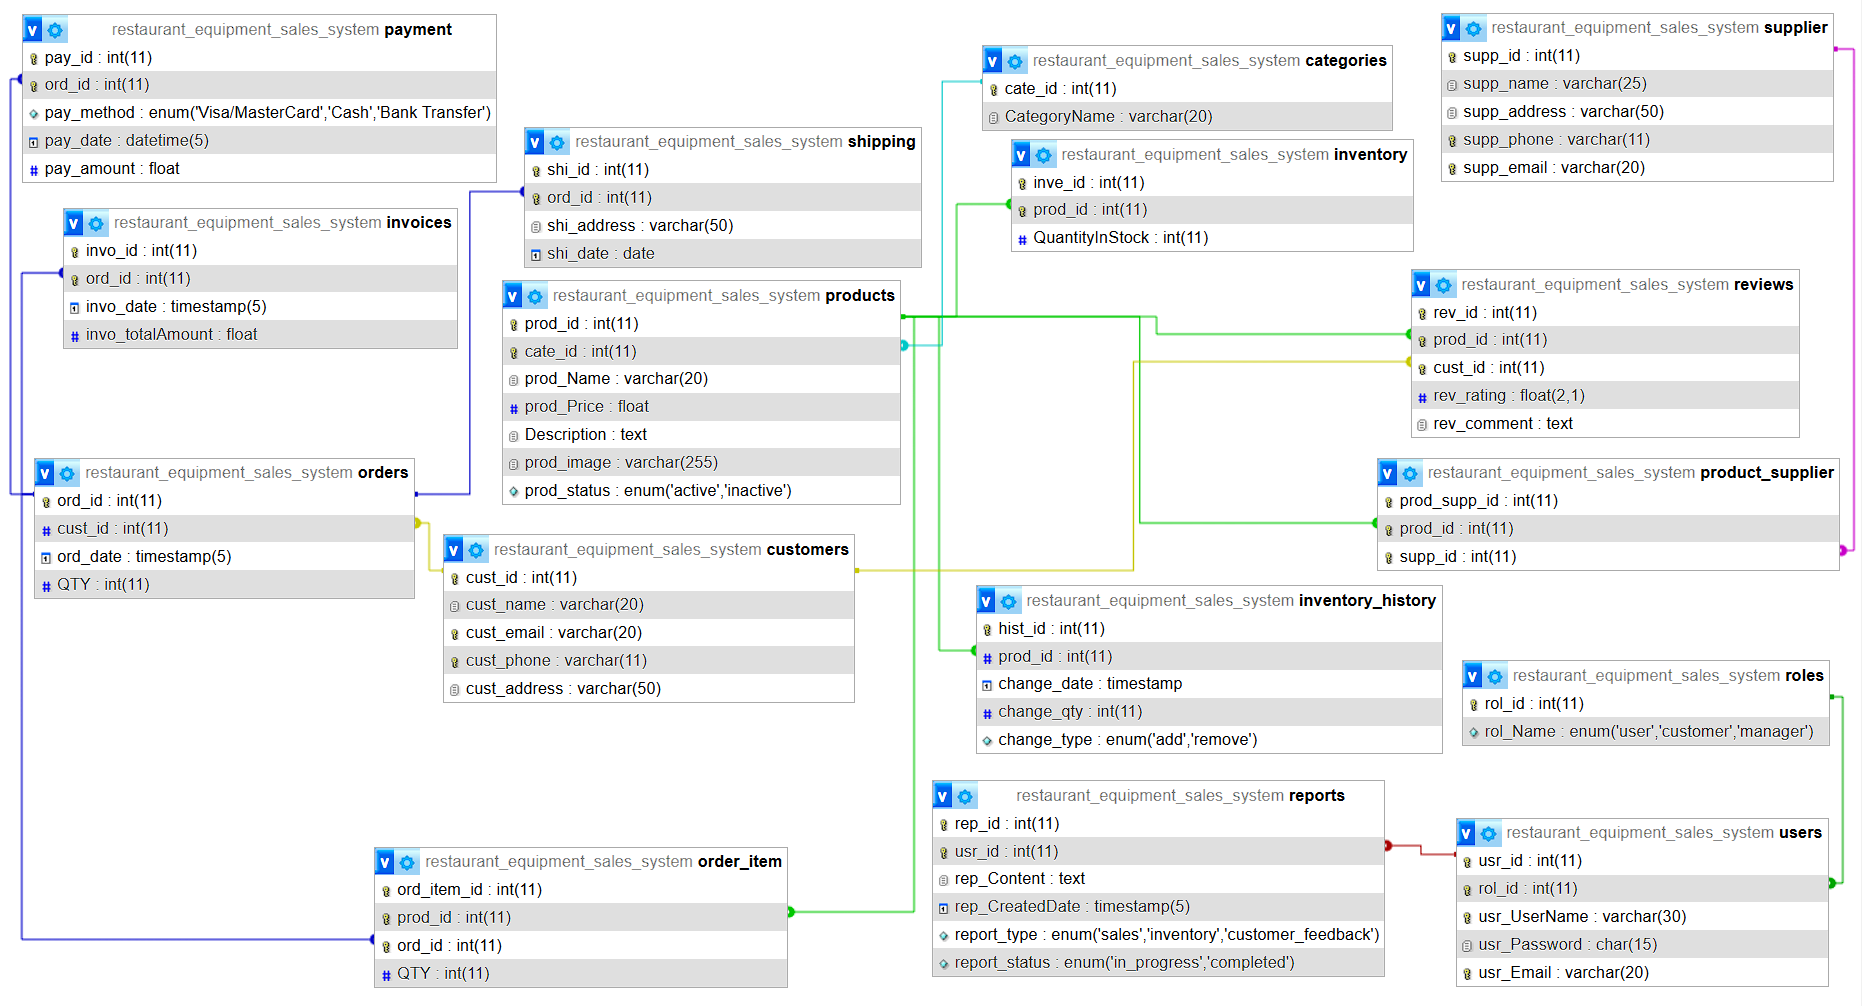 restaurant_equipment_sales_system payment
pay_id : int(11)
ord_id : int(11)
pay_method : enum('Visa/MasterCard','Cash','Bank Transfer')
pay_date : datetime(5)
pay_amount : float
restaurant_equipment_sales_system invoices
invo_id : int(11)
ord_id : int(11)
invo_date : timestamp(5)
invo_totalAmount : float
restaurant_equipment_sales_system shipping
shi_id : int(11)
ord_id : int(11)
shi_address : varchar(50)
shi_date : date
restaurant_equipment_sales_system categories
cate_id : int(11)
CategoryName : varchar(20)
restaurant_equipment_sales_system inventory
inve_id : int(11)
prod_id : int(11)
QuantityInStock : int(11)
restaurant_equipment_sales_system supplier
supp_id : int(11)
supp_name : varchar(25)
supp_address : varchar(50)
supp_phone : varchar(11)
supp_email : varchar(20)
restaurant_equipment_sales_system products
prod_id : int(11)
cate_id : int(11)
prod_Name : varchar(20)
prod_Price : float
Description : text
prod_image : varchar(255)
prod_status : enum('active','inactive')
restaurant_equipment_sales_system reviews
rev_id : int(11)
prod_id : int(11)
cust_id : int(11)
rev_rating : float(2,1)
rev_comment : text
restaurant_equipment_sales_system orders
ord_id : int(11)
cust_id : int(11)
ord_date : timestamp(5)
QTY : int(11)
restaurant_equipment_sales_system customers
cust_id : int(11)
cust_name : varchar(20)
cust_email : varchar(20)
cust_phone : varchar(11)
cust_address : varchar(50)
restaurant_equipment_sales_system product_supplier
prod_supp_id : int(11)
prod_id : int(11)
supp_id : int(11)
restaurant_equipment_sales_system inventory_history
hist_id : int(11)
prod_id : int(11)
change_date : timestamp
change_qty : int(11)
change_type : enum('add','remove')
restaurant_equipment_sales_system roles
rol_id : int(11)
rol_Name : enum('user','customer','manager')
restaurant_equipment_sales_system order_item
ord_item_id : int(11)
prod_id : int(11)
ord_id : int(11)
QTY : int(11)
restaurant_equipment_sales_system reports
rep_id : int(11)
usr_id : int(11)
rep_Content : text
rep_CreatedDate : timestamp(5)
report_type : enum('sales','inventory','customer_feedback')
report_status : enum('in_progress','completed')
restaurant_equipment_sales_system users
usr_id : int(11)
rol_id : int(11)
usr_UserName : varchar(30)
usr_Password : char(15)
usr_Email : varchar(20)